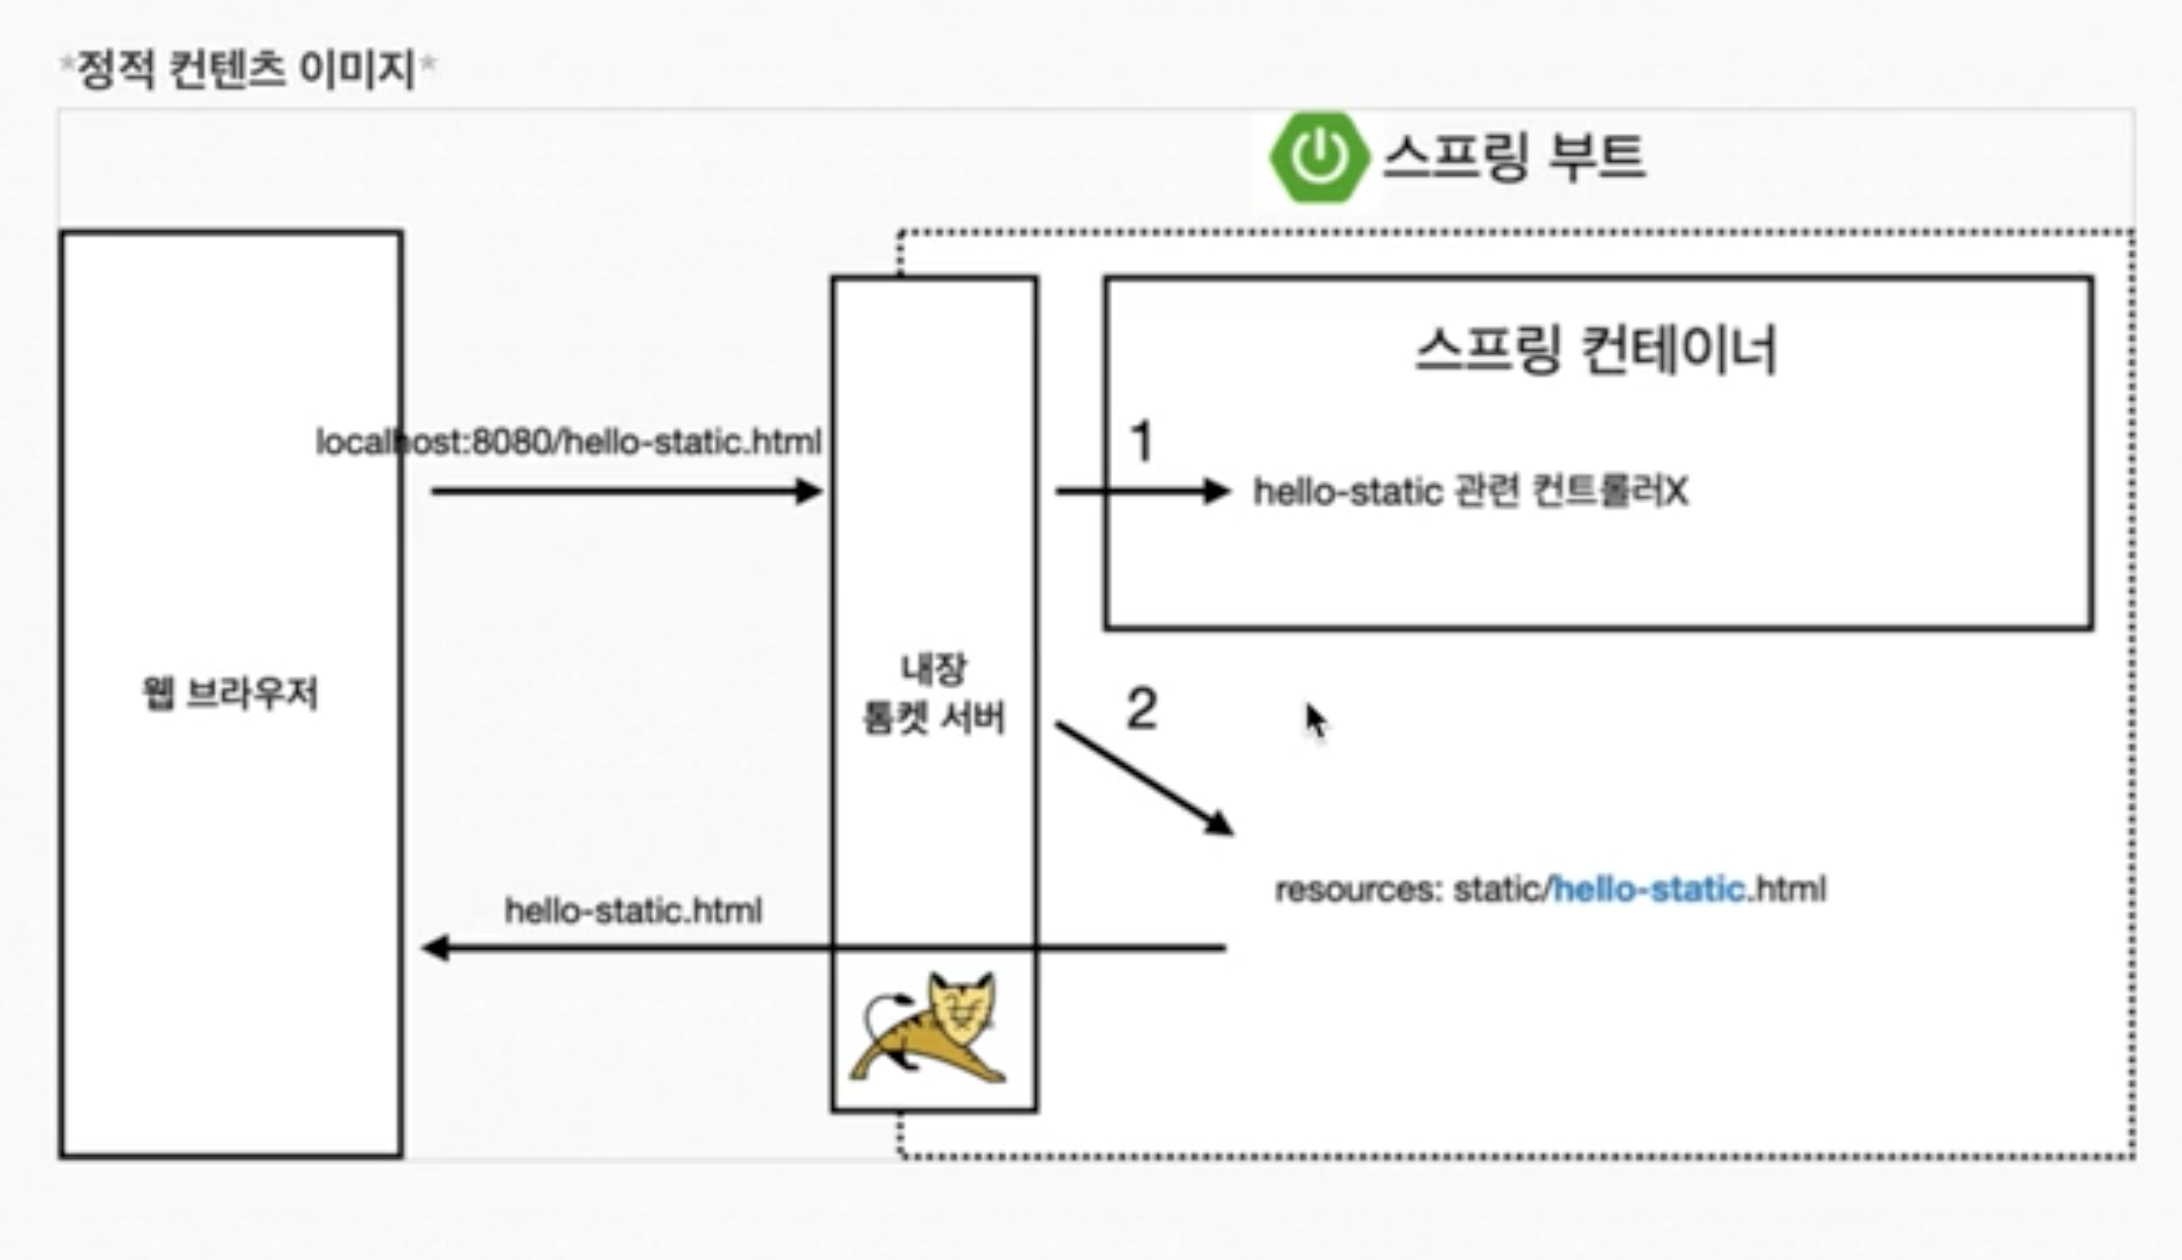 *정적 컨텐츠 이미지*
스프링 부트
스프링 컨테이너
localhost:8080/hello-static.html
1
hello-static 관련 컨트롤러X
웹 브라우저
내장
톰켓 서버
2
resources: static/hello-static.html
hello-static.html